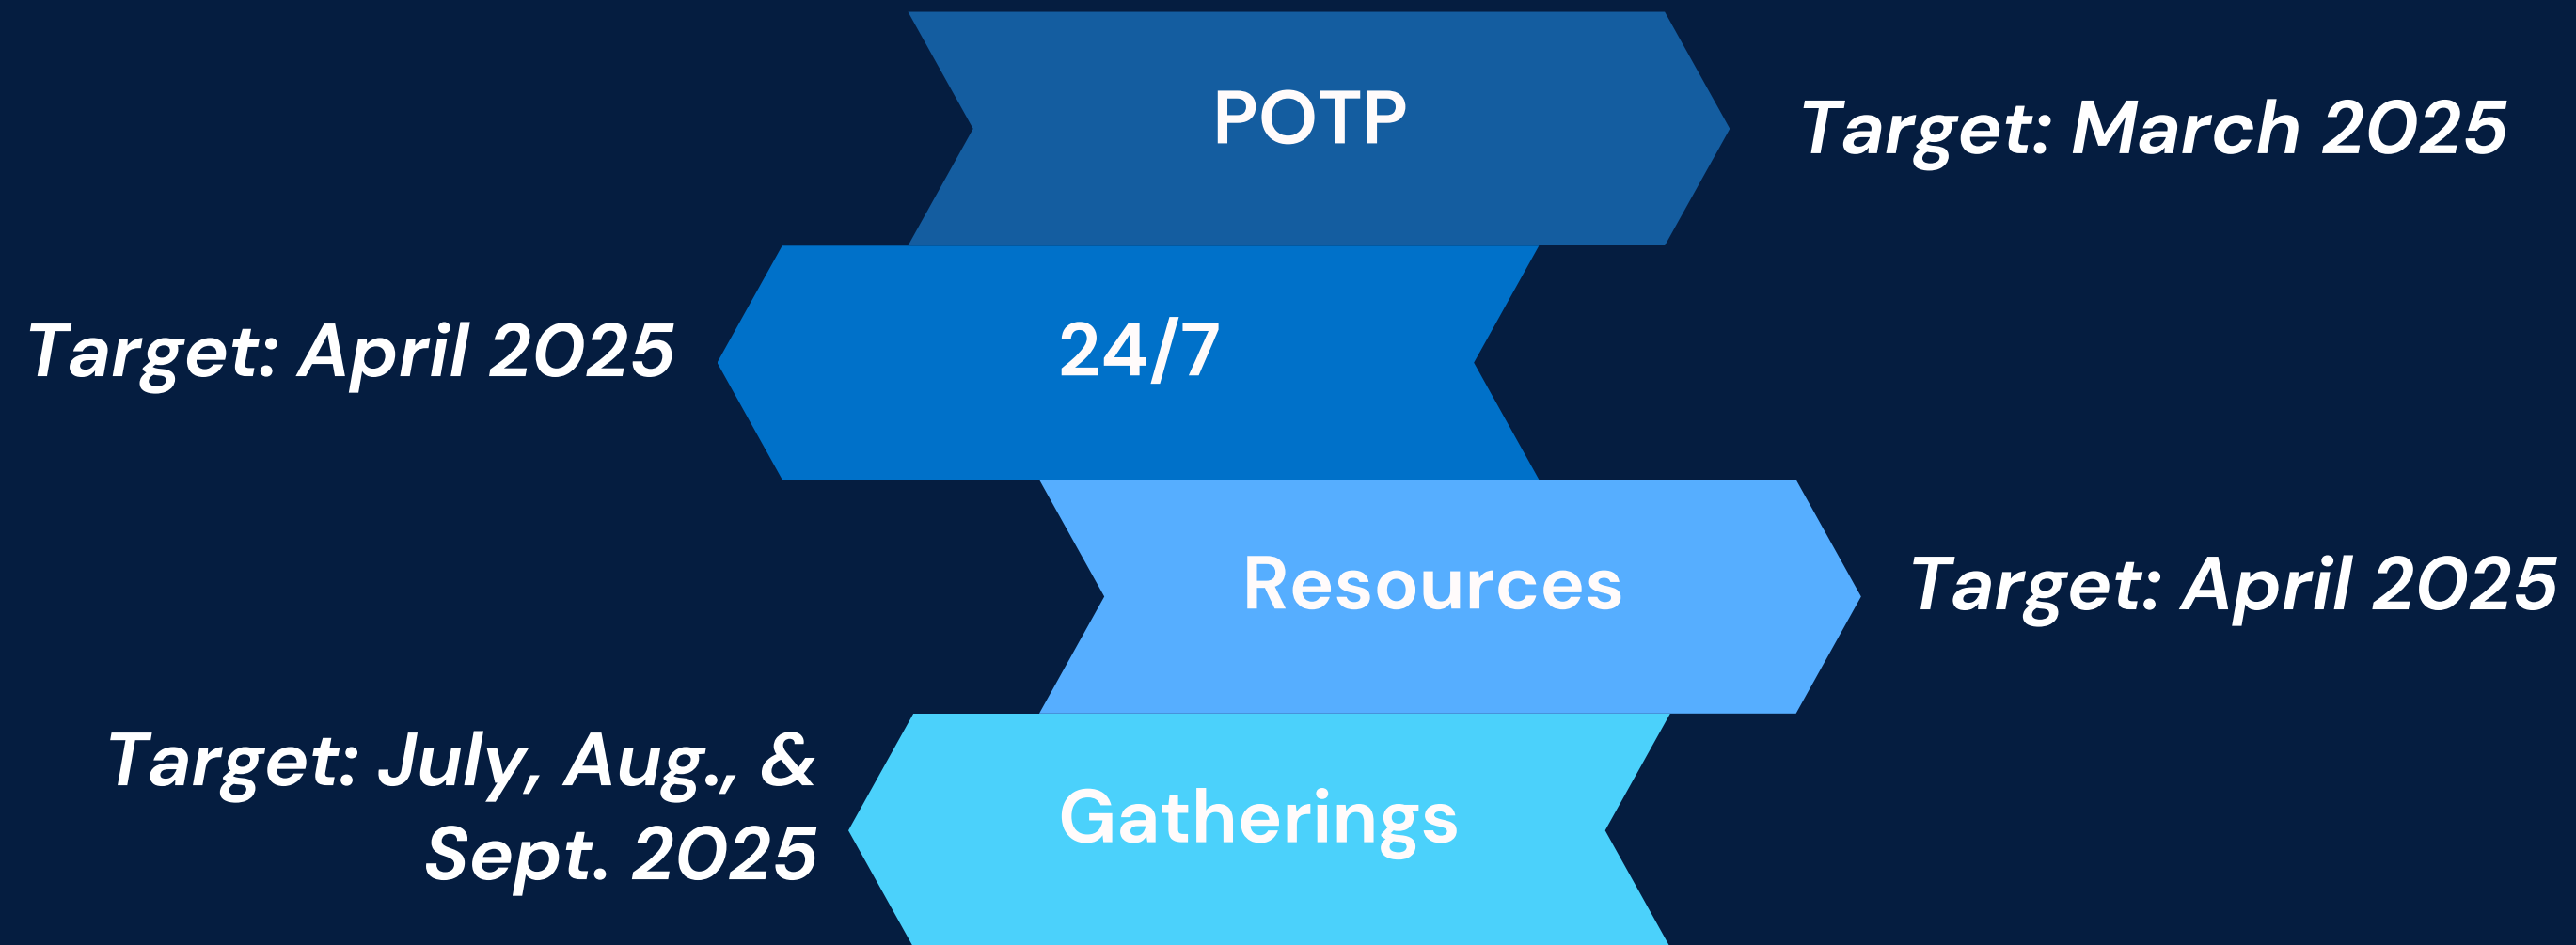 POTP
Target: March 2025
Target: April 2025
24/7
Resources
Target: April 2025
Target: July, Aug., &
Sept. 2025
Gatherings